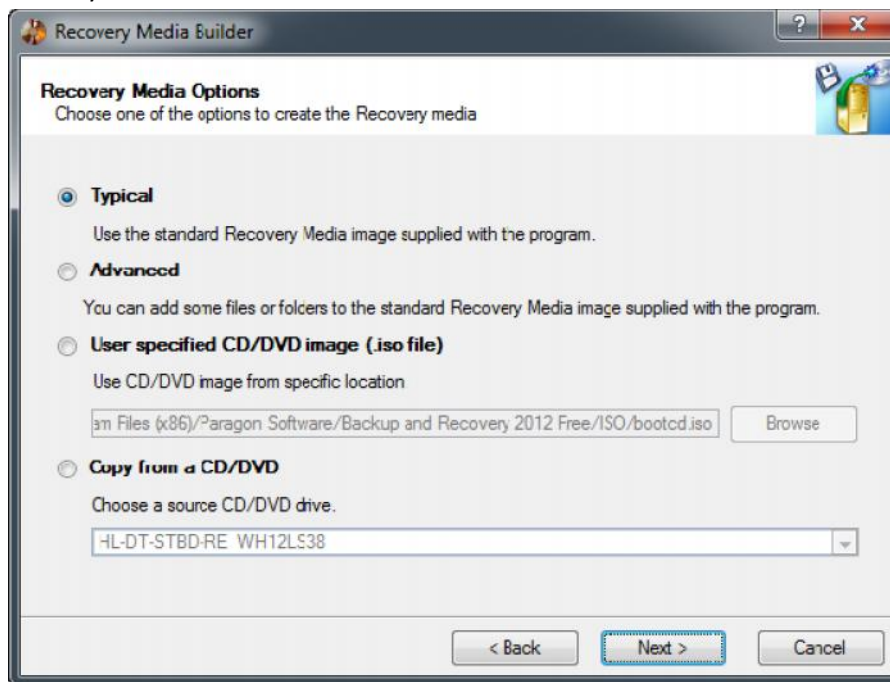 Recovery Media Builder
?
X
Recovery Media Options
Choose one of the options to create the Recovery media
Typical
Use the standard Recovery Media image supplied with the program.
Advanced
You can add some files or folders to the standard Recovery Media image supplied with the program.
User specified CD/DVD image (.iso file)
Use CD/DVD image from specific location
am Files (x86)/Paragon Software/Backup and Recovery 2012 Free/ISO/bootcd.iso
Browse
Copy from a CD/DVD
Choose a source CD/DVD drive.
HL-DT-STBD-RE WH12LS38
< Back
Next >
Cancel